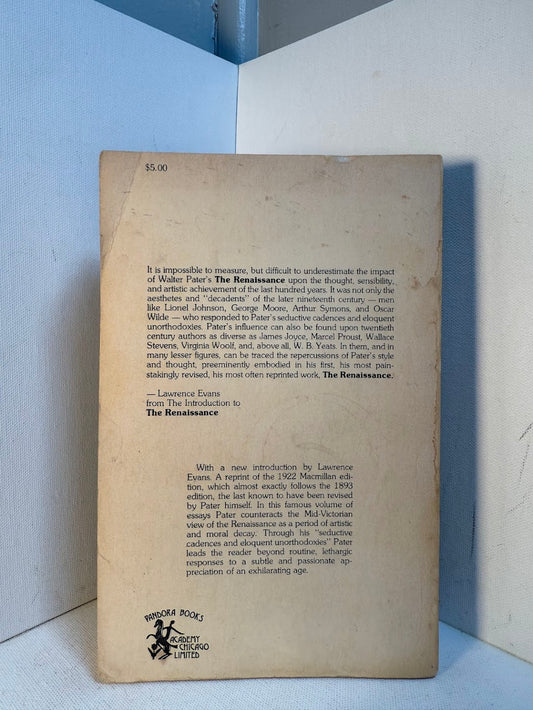 $5.00
It is impossible to measure, but difficult to underestimate the impact
of Walter Pater's The Renaissance upon the thought, sensibility,
and artistic achievement of the last hundred years. It was not only the
aesthetes and "decadents" of the later nineteenth century — men
like Lionel Johnson, George Moore, Arthur Symons, and Oscar
Wilde — who responded to Pater's seductive cadences and eloquent
unorthodoxies. Pater's influence can also be found upon twentieth
century authors as diverse as James Joyce, Marcel Proust, Wallace
Stevens, Virginia Woolf, and, above all, W. B. Yeats. In them, and in
many lesser figures, can be traced the repercussions of Pater's style
and thought, preeminently embodied in his first, his most pain-
stakingly revised, his most often reprinted work, The Renaissance.
— Lawrence Evans
from The Introduction to
The Renaissance
With a new introduction by Lawrence
Evans. A reprint of the 1922 Macmillan edi-
tion, which almost exactly follows the 1893
edition, the last known to have been revised
by Pater himself. In this famous volume of
essays Pater counteracts the Mid-Victorian
view of the Renaissance as a period of artistic
and moral decay. Through his "seductive
cadences and eloquent unorthodoxies" Pater
leads the reader beyond routine, lethargic
responses to a subtle and passionate ap-
preciation of an exhilarating age.
PANDORA BOOKS
ACADEMY
CHICAGO
LIMITED